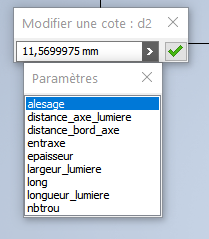 Modifier une cote : d2
11,5699975 mm
Paramètres
alesage
distance_axe_lumiere
distance_bord_axe
entraxe
epaisseur
largeur_lumiere
long
longueur_lumiere
nbtrou